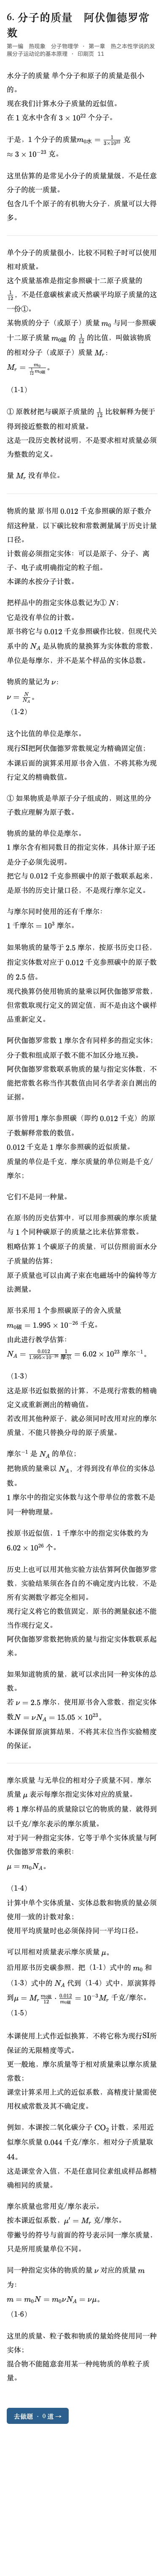 6. 分子的质量　阿伏伽德罗常数
第一编　热现象　分子物理学 · 第一章　热之本性学说的发展分子运动论的基本原理 · 印刷页 11
水分子的质量 单个分子和原子的质量是很小的。
现在我们计算水分子质量的近似值。
在 1 克水中含有 3 × 10²² 个分子。
于是，1 个分子的质量m₀水 = 1/(3×10²²) 克
≈ 3 × 10⁻²³ 克。
这里估算的是常见小分子的质量量级，不是任意分子的统一质量。
包含几千个原子的有机物大分子，质量可以大得多。
单个分子的质量很小，比较不同粒子时可以使用相对质量。
这个质量基准是指定参照碳十二原子质量的 1/12，不是任意碳核素或天然碳平均原子质量的这一份①。
某物质的分子（或原子）质量 m₀ 与同一参照碳十二原子质量 m₀碳 的 1/12 的比值，叫做该物质的相对分子（或原子）质量 Mᵣ：
Mᵣ = m₀/(1/12 m₀碳)。
（1-1）
① 原教材把与碳原子质量的 1/12 比较解释为便于得到接近整数的相对质量。
这是一段历史教材说明，不是要求相对质量必须为整数的定义。
量 Mᵣ 没有单位。
物质的量 原书用 0.012 千克参照碳的原子数介绍这种量，以下碳比较和常数测量属于历史计量口径。
计数前必须指定实体：可以是原子、分子、离子、电子或明确指定的粒子组。
本课的水按分子计数。
把样品中的指定实体总数记为① N；
它是没有单位的计数。
原书将它与 0.012 千克参照碳作比较，但现代关系中的 N_A 是从物质的量换算为实体数的常数，单位是每摩尔，并不是某个样品的实体总数。
物质的量记为 ν：
ν = N/N_A。
（1-2）
这个比值的单位是摩尔。
现行SI把阿伏伽德罗常数规定为精确固定值；
本课后面的演算采用原书舍入值，不将其称为现行定义的精确数值。
① 如果物质是单原子分子组成的，则这里的分子数应理解为原子数。
物质的量的单位是摩尔。
1 摩尔含有相同数目的指定实体，具体计原子还是分子必须先说明。
把它与 0.012 千克参照碳中的原子数联系起来，是原书的历史计量口径，不是现行摩尔定义。
与摩尔同时使用的还有千摩尔：
1 千摩尔 = 10³ 摩尔。
如果物质的量等于 2.5 摩尔，按原书历史口径，指定实体数对应于 0.012 千克参照碳中的原子数的 2.5 倍。
现代换算仍使用物质的量乘以阿伏伽德罗常数，但常数取现行定义的固定值，而不是由这个碳样品重新定义。
阿伏伽德罗常数 1 摩尔含有同样多的指定实体；
分子数和组成原子数不能不加区分地互换。
阿伏伽德罗常数联系物质的量与指定实体数，不能把常数名称当作其数值由同名学者亲自测出的证据。
原书曾用1 摩尔参照碳（即约 0.012 千克）的原子数解释常数的数值。
0.012 千克是 1 摩尔参照碳的近似质量。
质量的单位是千克，摩尔质量的单位则是千克/摩尔；
它们不是同一种量。
在原书的历史估算中，可以用参照碳的摩尔质量与 1 个同种碳原子的质量之比来估算常数。
粗略估算 1 个碳原子的质量，可以仿照前面水分子质量的估算；
原子质量也可以由离子束在电磁场中的偏转等方法测量。
原书采用 1 个参照碳原子的舍入质量
m₀碳 = 1.995 × 10⁻²⁶ 千克，
由此进行教学估算：
N_A = 0.012/(1.995×10⁻²⁶) 1/摩尔 = 6.02 × 10²³ 摩尔⁻¹。
（1-3）
这是原书近似数据的计算，不是现行常数的精确定义或重新测出的精确值。
若改用其他种原子，就必须同时改用对应的摩尔质量，不能只替换分母的原子质量。
摩尔⁻¹ 是 N_A 的单位；
把物质的量乘以 N_A，才得到没有单位的实体总数。
1 摩尔中的指定实体数与这个带单位的常数不是同一种物理量。
按原书近似值，1 千摩尔中的指定实体数约为 6.02 × 10²⁶ 个。
历史上也可以用其他实验方法估算阿伏伽德罗常数。实验结果须在各自的不确定度内比较，不是所有实测数字都完全相同。
现行定义将它的数值固定，原书的测量叙述不能当作现行定义。
阿伏伽德罗常数把物质的量与指定实体数联系起来。
如果知道物质的量，就可以求出同一种实体的总数。
若 ν = 2.5 摩尔，使用原书舍入常数，指定实体数N = νN_A = 15.05 × 10²³。
本课保留原演算结果，不将其末位当作实验精度的保证。
摩尔质量 与无单位的相对分子质量不同，摩尔质量 μ 表示每摩尔指定实体对应的质量。
将 1 摩尔样品的质量除以它的物质的量，就得到以千克/摩尔表示的摩尔质量。
对于同一种指定实体，它等于单个实体质量与阿伏伽德罗常数的乘积：
μ = m₀N_A。
（1-4）
计算中单个实体质量、实体总数和物质的量必须使用一致的计数对象；
使用平均质量时也必须保持同一平均口径。
可以用相对质量表示摩尔质量 μ。
沿用原书历史碳参照，把（1-1）式中的 m₀ 和（1-3）式中的 N_A 代到（1-4）式中，原演算得到μ = Mᵣ m₀碳/12 · 0.012/m₀碳 = 10⁻³Mᵣ 千克/摩尔。
（1-5）
本课使用上式作近似换算，不将它称为现行SI所保证的无限精度等式。
更一般地，摩尔质量等于相对质量乘以摩尔质量常数；
课堂计算采用上式的近似系数，高精度计量需使用权威常数及其不确定度。
例如，本课按二氧化碳分子 CO₂ 计数，采用近似摩尔质量 0.044 千克/摩尔、相对分子质量取 44。
这是课堂舍入值，不是任意同位素组成样品都精确相同的质量。
摩尔质量也常用克/摩尔表示。
按本课近似系数，μ′ = Mᵣ 克/摩尔。
带撇号的符号与前面的符号表示同一摩尔质量，只是所用质量单位不同。
同一种指定实体的物质的量 ν 对应的质量 m 为：
m = m₀N = m₀νN_A = νμ。
（1-6）
这里的质量、粒子数和物质的量始终使用同一种实体；
混合物不能随意套用某一种纯物质的单粒子质量。
去做题 · 0 道 →